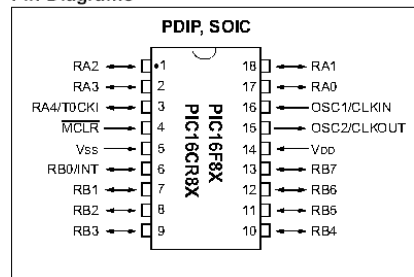 Pin Diagrams
PDIP, SOIC
RA2 1 18 RA1
RA3 2 17 RA0
RA4/T0CKI 3 16 OSC1/CLKIN
MCLR 4 15 OSC2/CLKOUT
VSS 5 14 VDD
RB0/INT 6 13 RB7
RB1 7 12 RB6
RB2 8 11 RB5
RB3 9 10 RB4
PIC16F8X
PIC16CR8X